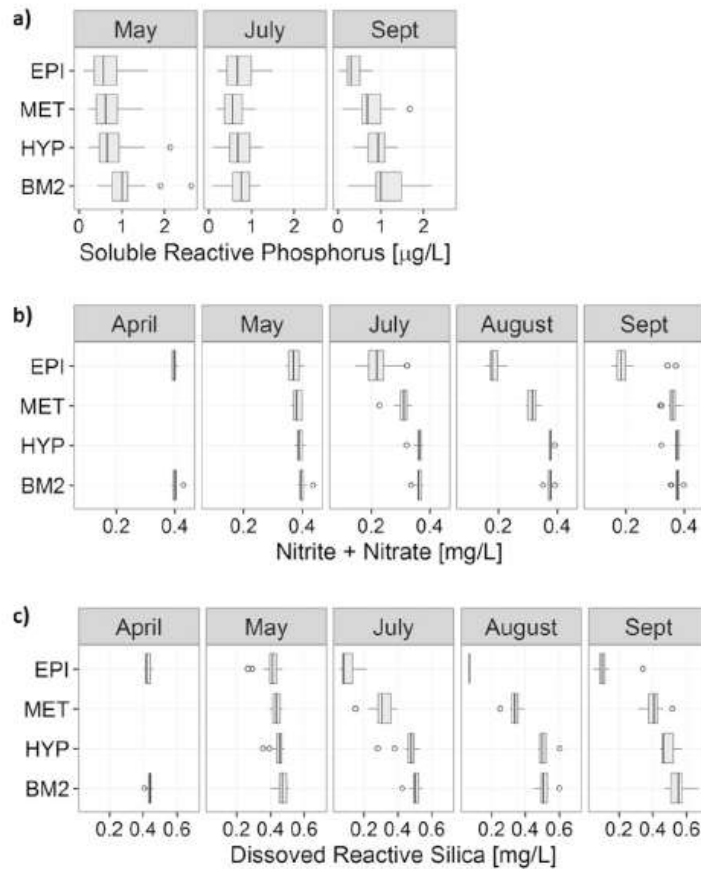 a)
May July Sept
EPI
MET
HYP
BM2
0 1 2 0 1 2 0 1 2
Soluble Reactive Phosphorus [µg/L]
b)
April May July August Sept
EPI
MET
HYP
BM2
0.2 0.4 0.2 0.4 0.2 0.4 0.2 0.4 0.2 0.4
Nitrite + Nitrate [mg/L]
c)
April May July August Sept
EPI
MET
HYP
BM2
0.2 0.4 0.6 0.2 0.4 0.6 0.2 0.4 0.6 0.2 0.4 0.6 0.2 0.4 0.6
Dissoved Reactive Silica [mg/L]